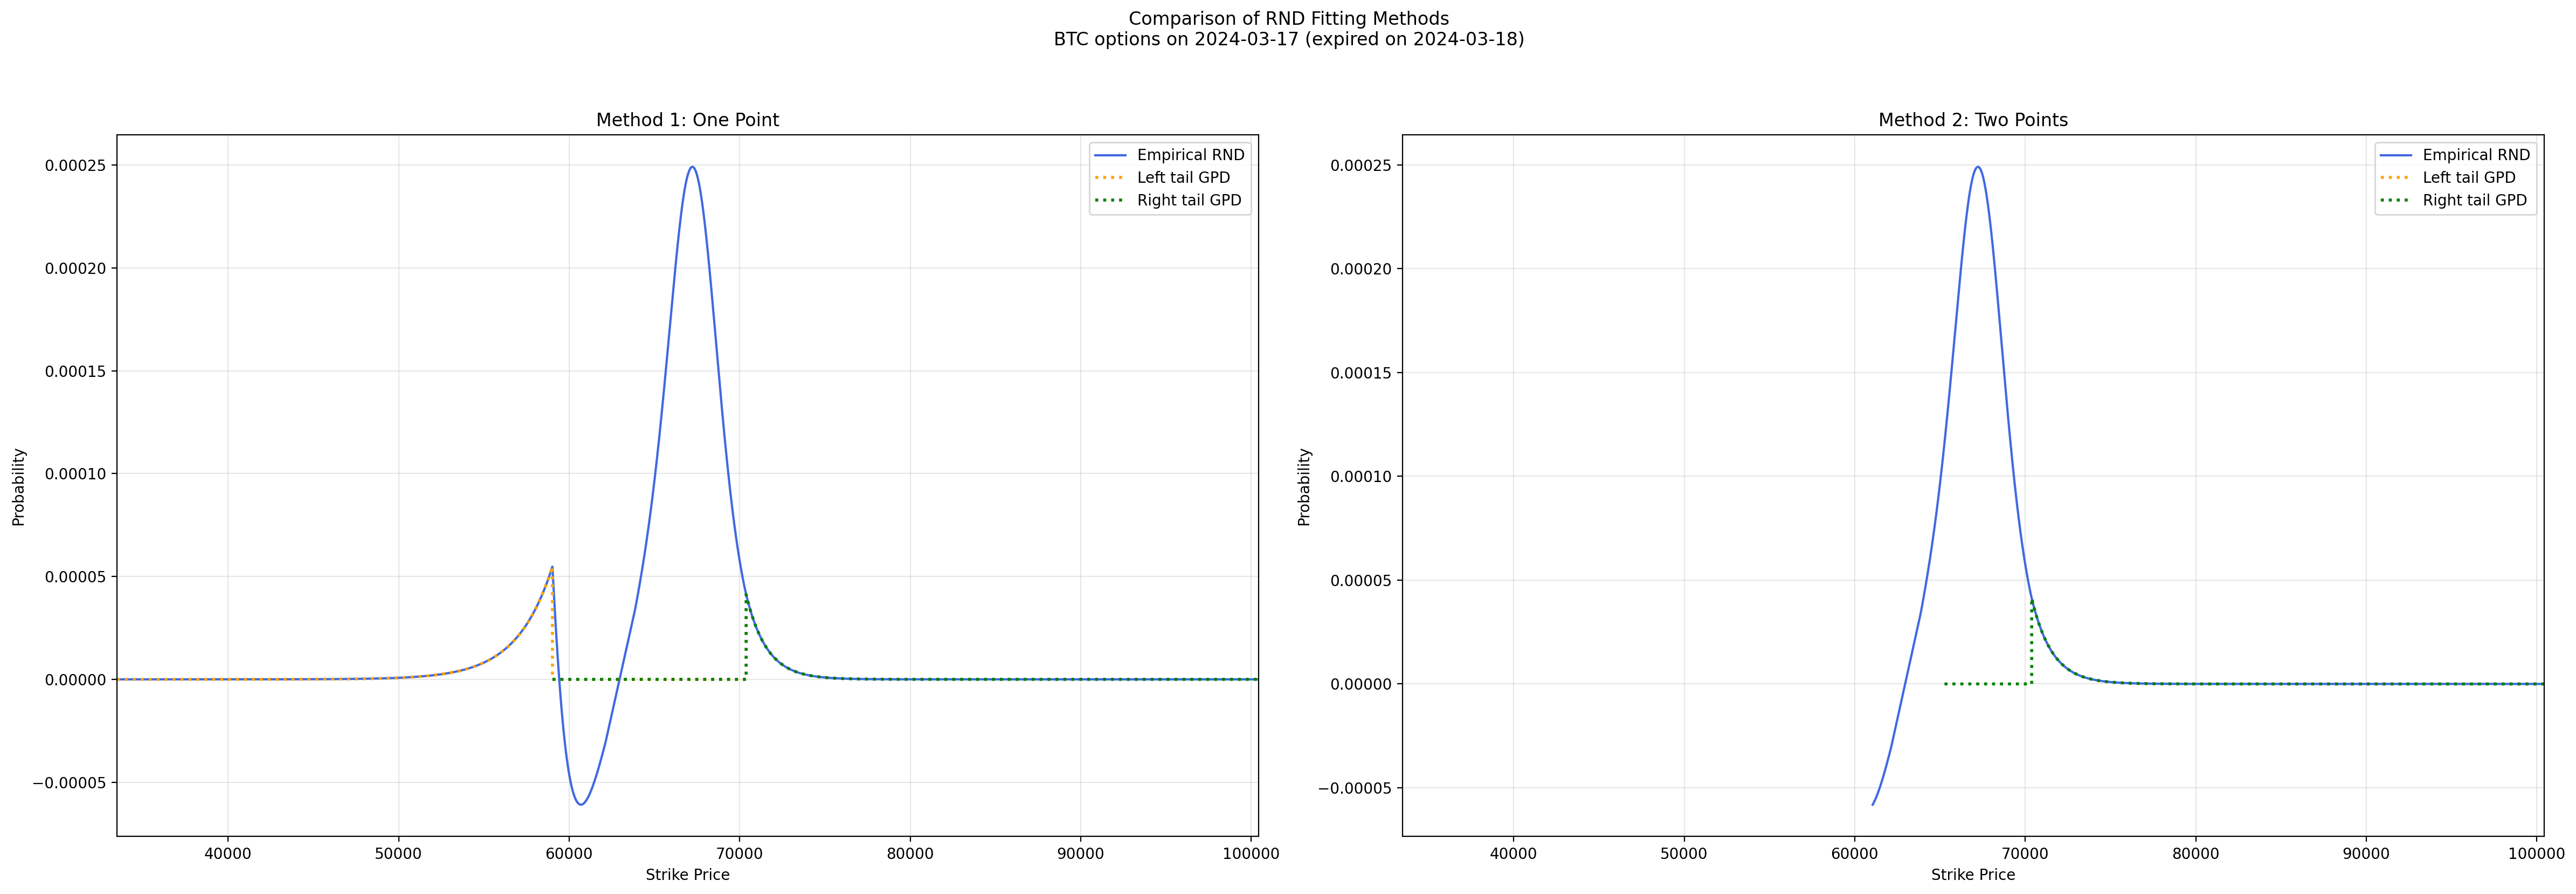 Comparison of RND Fitting Methods
BTC options on 2024-03-17 (expired on 2024-03-18)
Method 1: One Point
Empirical RND
Left tail GPD
Right tail GPD
0.00025
0.00020
0.00015
0.00010
0.00005
0.00000
−0.00005
Probability
40000
50000
60000
70000
80000
90000
100000
Strike Price
Method 2: Two Points
Empirical RND
Left tail GPD
Right tail GPD
0.00025
0.00020
0.00015
0.00010
0.00005
0.00000
−0.00005
Probability
40000
50000
60000
70000
80000
90000
100000
Strike Price